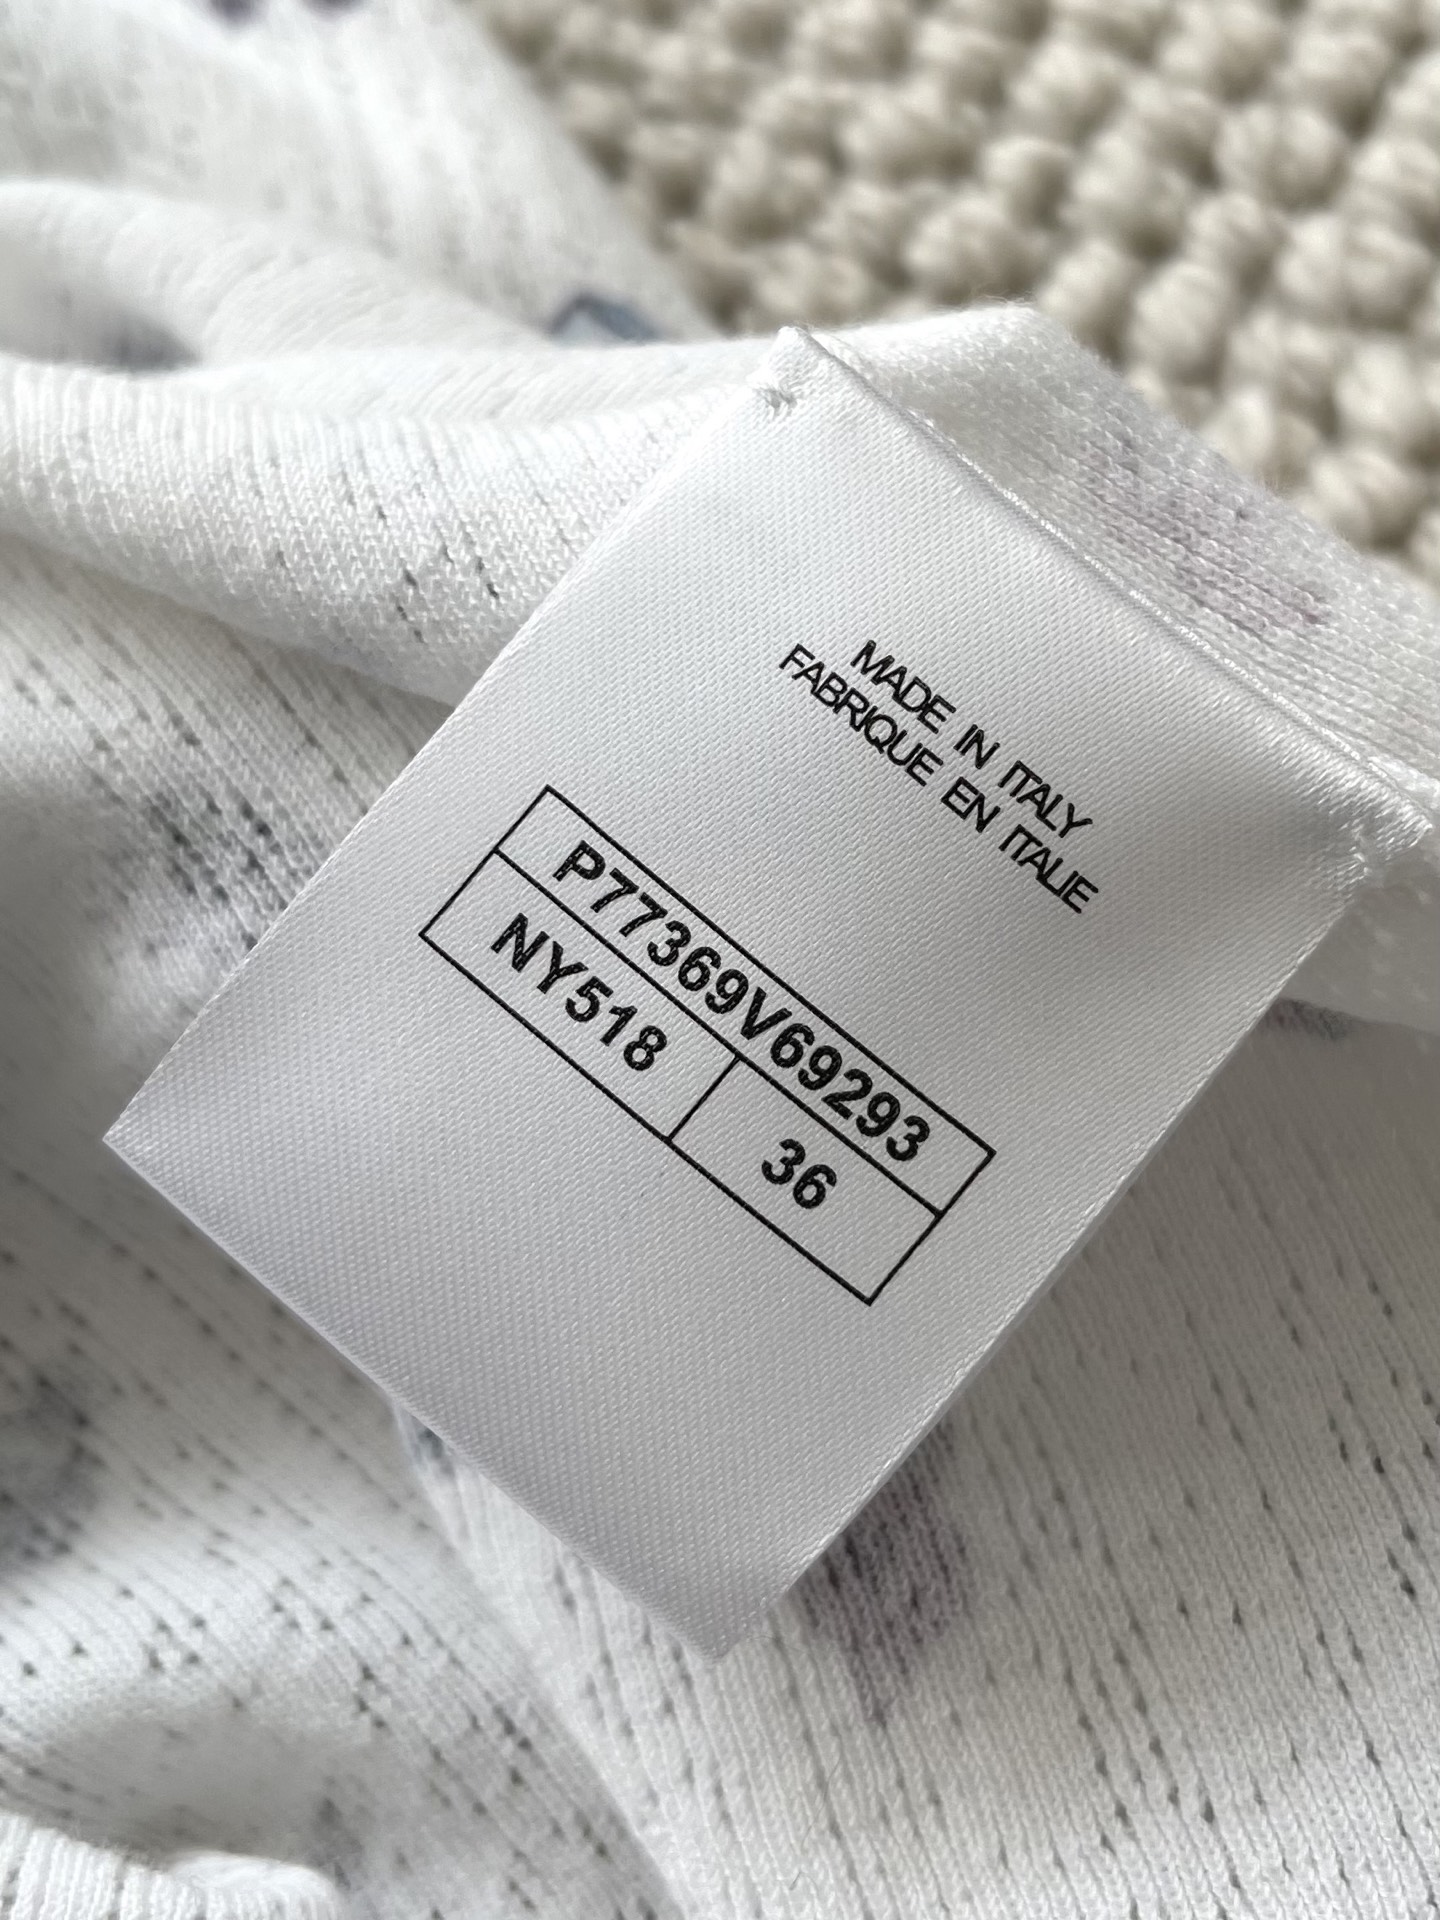 MADE IN ITALY
FABRIQUE EN ITALIE
P77369V69293
NY518 36